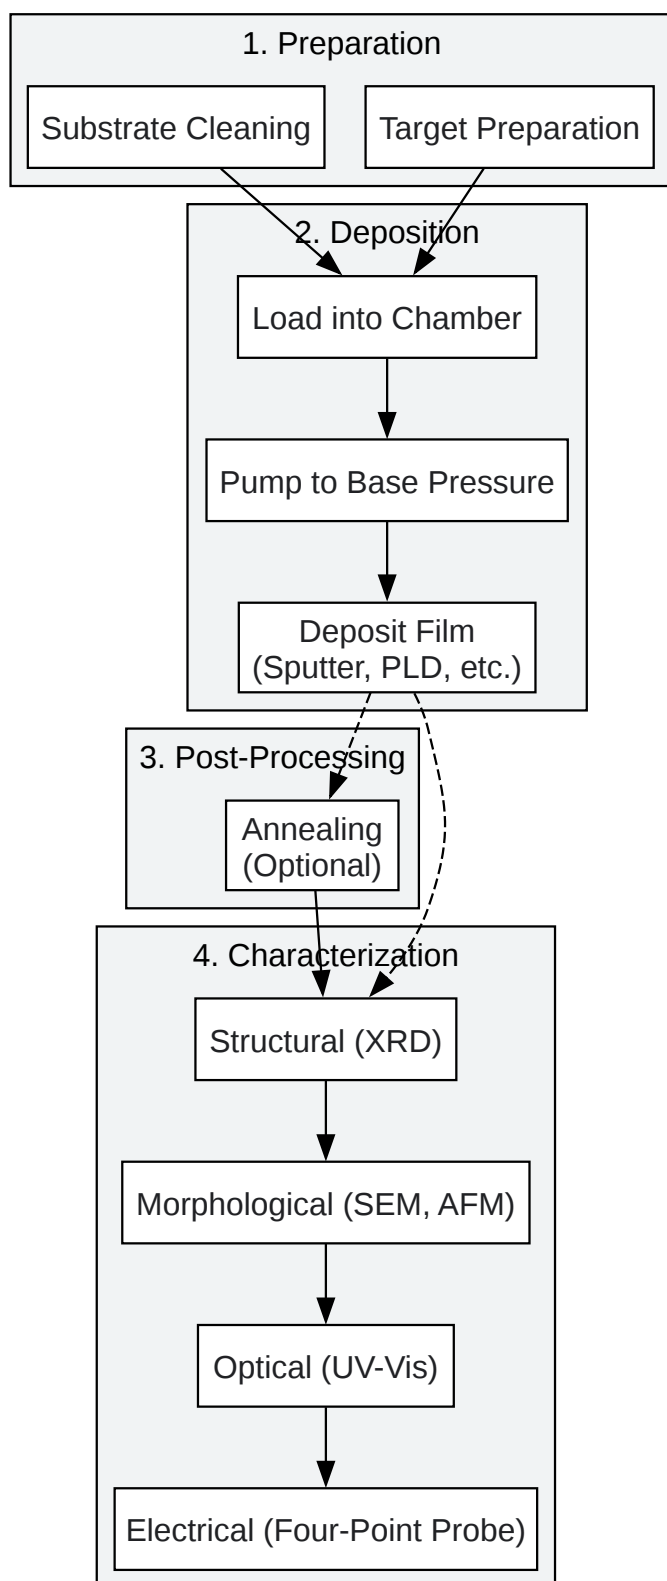 1. Preparation
Substrate Cleaning
Target Preparation
2. Deposition
Load into Chamber
Pump to Base Pressure
Deposit Film
(Sputter, PLD, etc.)
3. Post-Processing
Annealing
(Optional)
4. Characterization
Structural (XRD)
Morphological (SEM, AFM)
Optical (UV-Vis)
Electrical (Four-Point Probe)